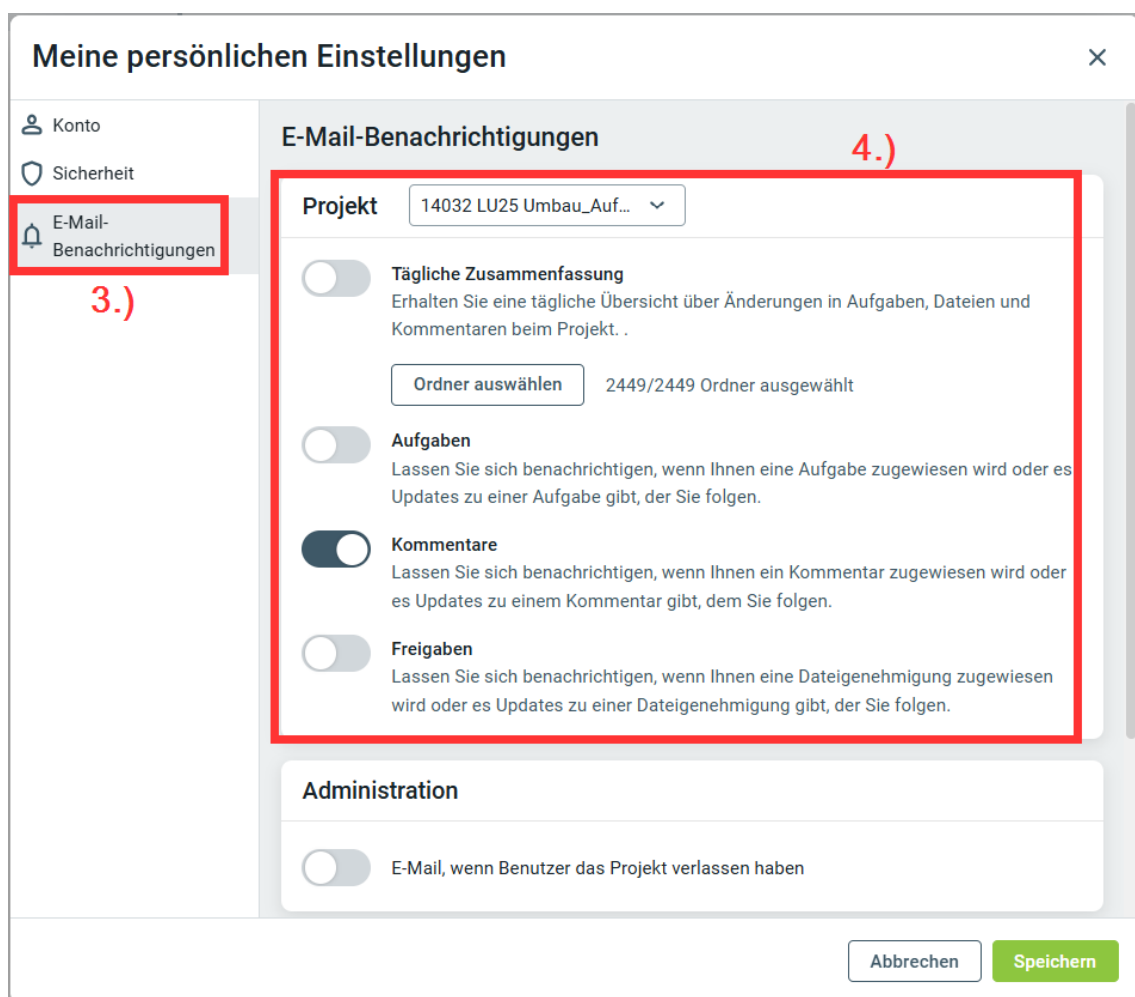 Meine persönlichen Einstellungen
Konto
Sicherheit
E-Mail-
Benachrichtigungen
3.)
E-Mail-Benachrichtigungen
4.)
Projekt 14032 LU25 Umbau_Auf...
Tägliche Zusammenfassung
Erhalten Sie eine tägliche Übersicht über Änderungen in Aufgaben, Dateien und
Kommentaren beim Projekt. .
Ordner auswählen 2449/2449 Ordner ausgewählt
Aufgaben
Lassen Sie sich benachrichtigen, wenn Ihnen eine Aufgabe zugewiesen wird oder es
Updates zu einer Aufgabe gibt, der Sie folgen.
Kommentare
Lassen Sie sich benachrichtigen, wenn Ihnen ein Kommentar zugewiesen wird oder
es Updates zu einem Kommentar gibt, dem Sie folgen.
Freigaben
Lassen Sie sich benachrichtigen, wenn Ihnen eine Dateigenehmigung zugewiesen
wird oder es Updates zu einer Dateigenehmigung gibt, der Sie folgen.
Administration
E-Mail, wenn Benutzer das Projekt verlassen haben
Abbrechen Speichern